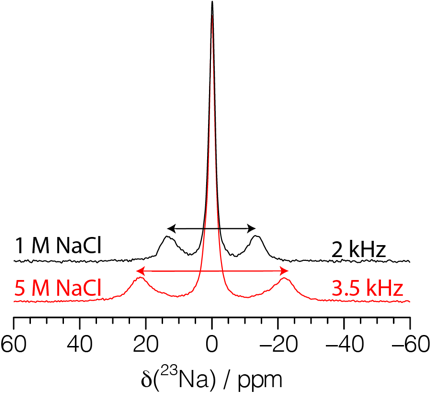 1 M NaCl 2 kHz
5 M NaCl 3.5 kHz
60 40 20 0 −20 −40 −60
δ(²³Na) / ppm